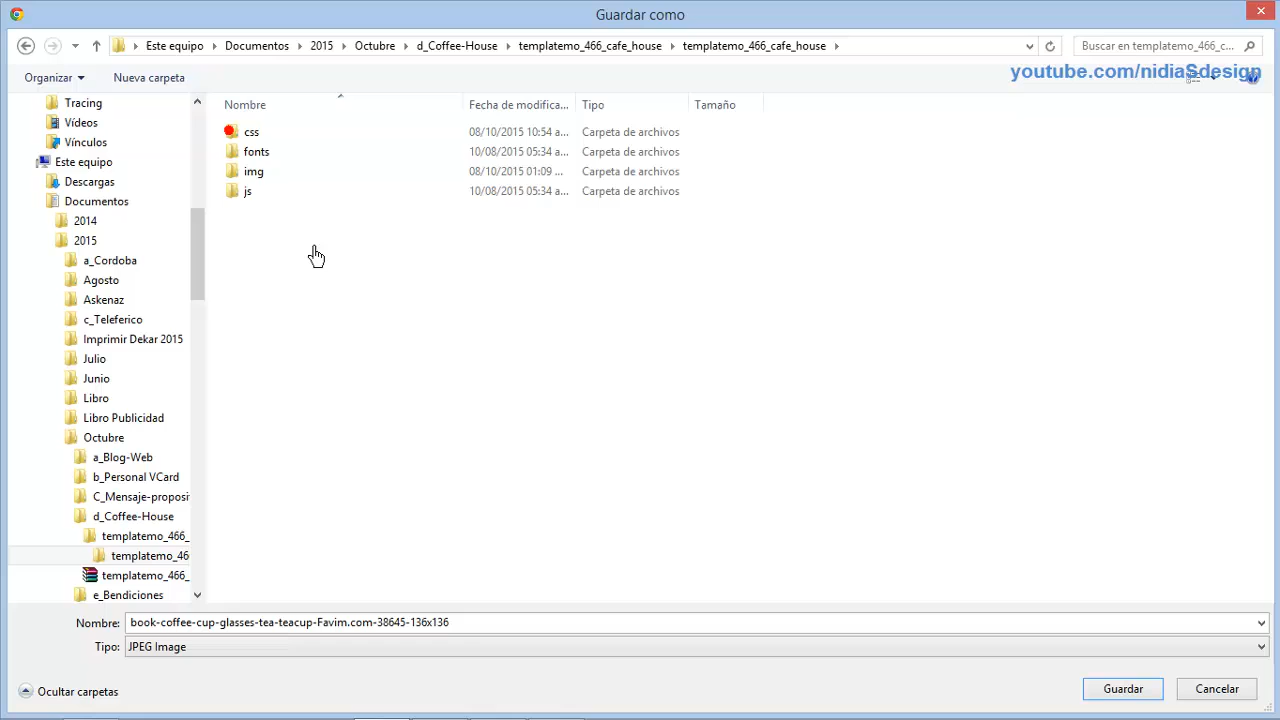 Guardar como
Este equipo Documentos 2015 Octubre d_Coffee-House templatemo_466_cafe_house templatemo_466_cafe_house
Buscar en templatemo_466_c...
Organizar Nueva carpeta
youtube.com/nidiaSdesign
Tracing
Vídeos
Vínculos
Este equipo
Descargas
Documentos
2014
2015
a_Cordoba
Agosto
Askenaz
c_Teleferico
Imprimir Dekar 2015
Julio
Junio
Libro
Libro Publicidad
Octubre
a_Blog-Web
b_Personal VCard
C_Mensaje-proposi
d_Coffee-House
templatemo_466_
templatemo_46
templatemo_466_
e_Bendiciones
Nombre Fecha de modifica... Tipo Tamaño
css 08/10/2015 10:54 a... Carpeta de archivos
fonts 10/08/2015 05:34 a... Carpeta de archivos
img 08/10/2015 01:09 ... Carpeta de archivos
js 10/08/2015 05:34 a... Carpeta de archivos
Nombre: book-coffee-cup-glasses-tea-teacup-Favim.com-38645-136x136
Tipo: JPEG Image
Ocultar carpetas
Guardar Cancelar